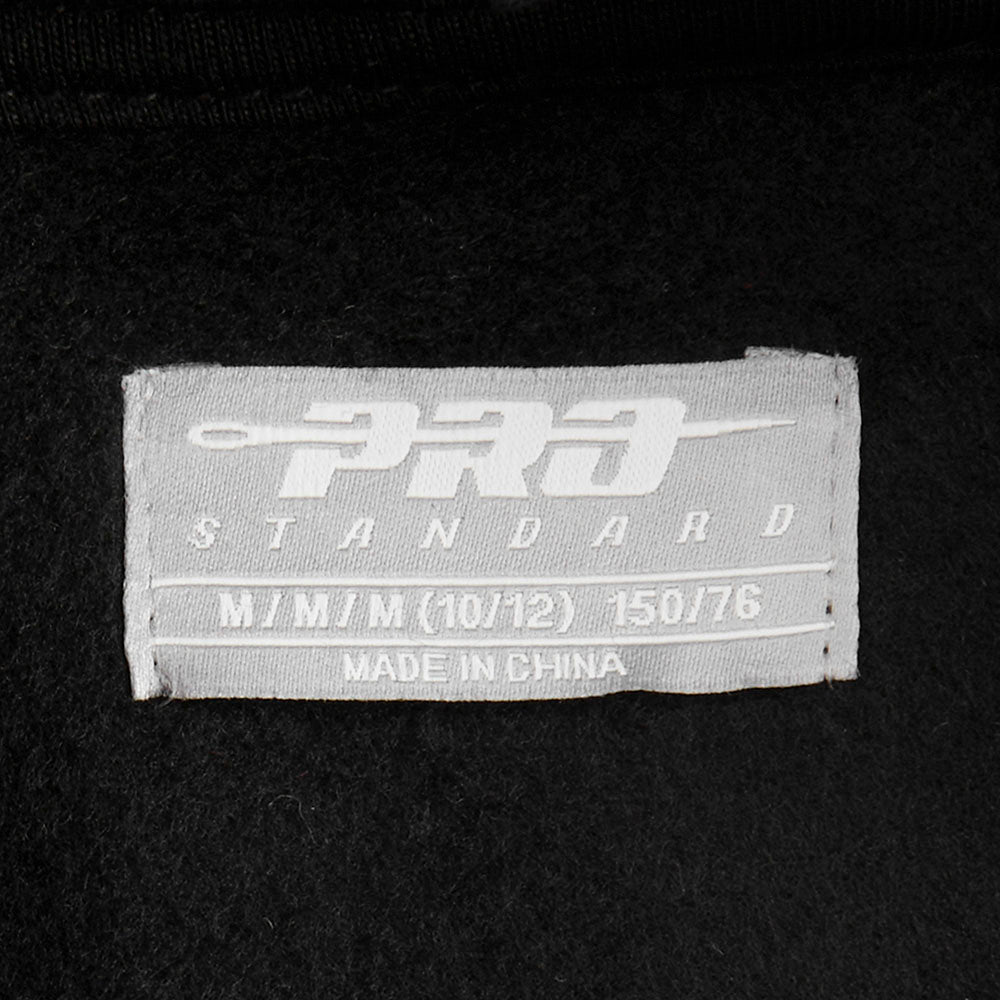 PRO
STANDARD
M/M/M (10/12) 150/76
MADE IN CHINA